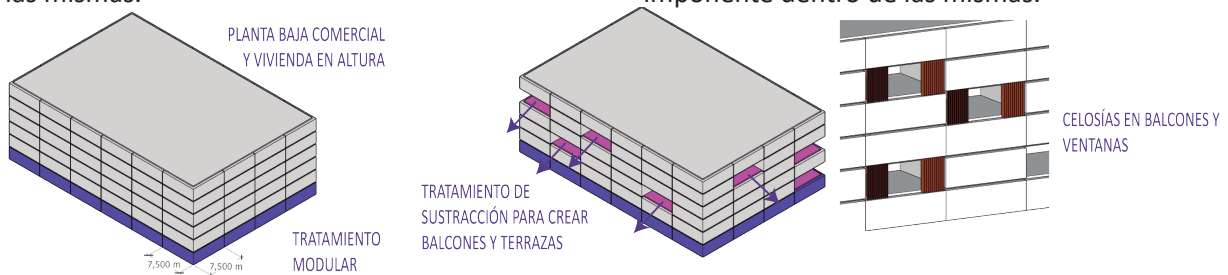 las mismas.
imponente dentro de las mismas.
PLANTA BAJA COMERCIAL
Y VIVIENDA EN ALTURA
TRATAMIENTO
MODULAR
7,500 m
7,500 m
TRATAMIENTO DE
SUSTRACCIÓN PARA CREAR
BALCONES Y TERRAZAS
CELOSÍAS EN BALCONES Y
VENTANAS